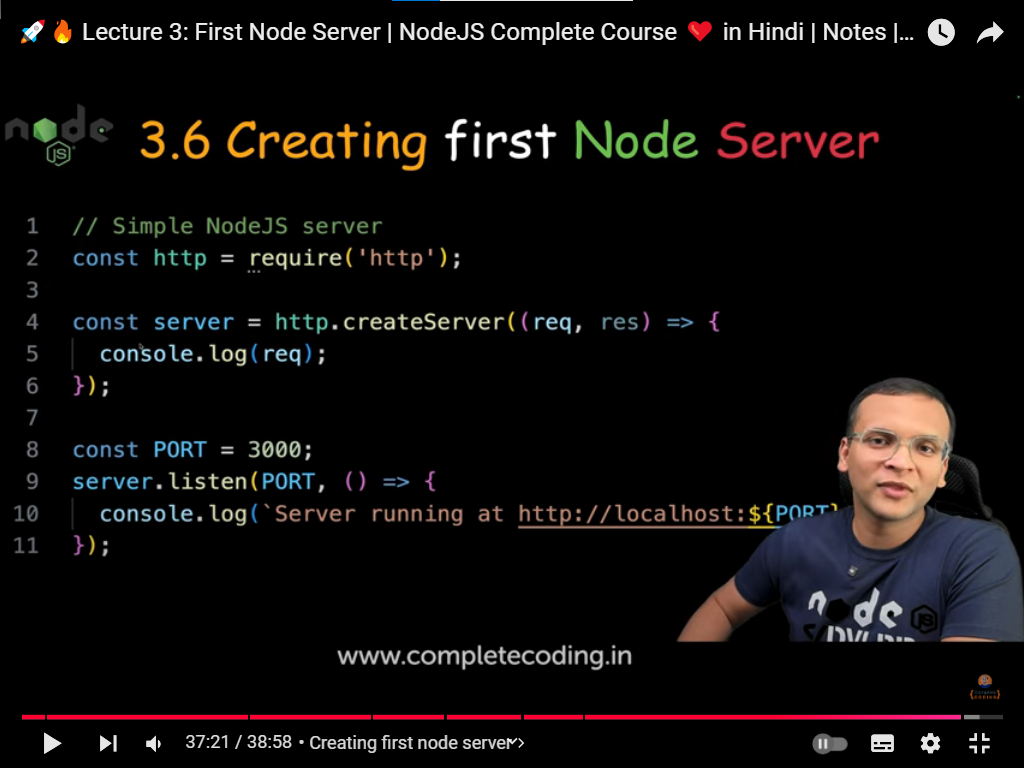 🚀🔥 Lecture 3: First Node Server | NodeJS Complete Course ❤️ in Hindi | Notes |...
node
JS
3.6 Creating first Node Server
1 // Simple NodeJS server
2 const http = require('http');
3
4 const server = http.createServer((req, res) => {
5 console.log(req);
6 });
7
8 const PORT = 3000;
9 server.listen(PORT, () => {
10 console.log(`Server running at http://localhost:${PORT}
11 });
node
JS
www.completecoding.in
37:21 / 38:58 • Creating first node server